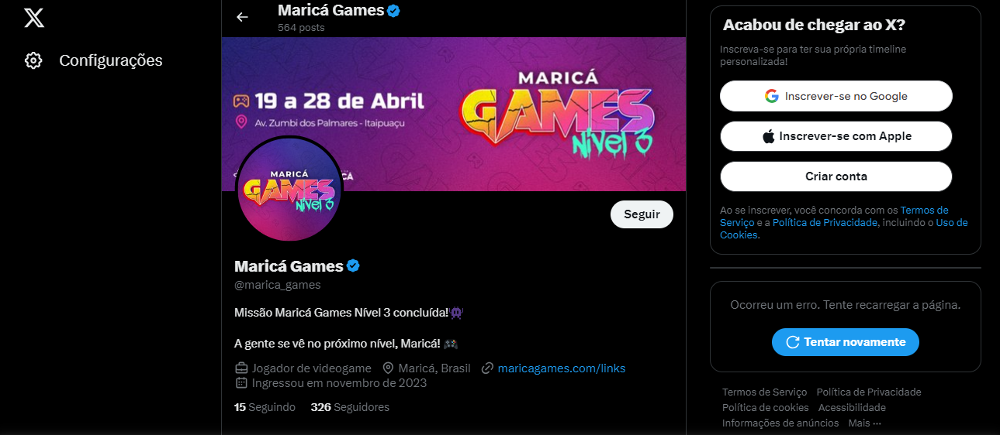 Configurações
Maricá Games
564 posts
19 a 28 de Abril
Av. Zumbi dos Palmares - Itaipuaçu
MARICÁ
GAMES
Nível 3
MARICÁ
GAMES
Nível 3
Seguir
Maricá Games
@marica_games
Missão Maricá Games Nível 3 concluída!👾
A gente se vê no próximo nível, Maricá! 🎮
Jogador de videogame Maricá, Brasil maricagames.com/links
Ingressou em novembro de 2023
15 Seguindo 326 Seguidores
Acabou de chegar ao X?
Inscreva-se para ter sua própria timeline
personalizada!
Inscrever-se no Google
Inscrever-se com Apple
Criar conta
Ao se inscrever, você concorda com os Termos de
Serviço e a Política de Privacidade, incluindo o Uso de
Cookies.
Ocorreu um erro. Tente recarregar a página.
Tentar novamente
Termos de Serviço Política de Privacidade
Política de cookies Acessibilidade
Informações de anúncios Mais ···